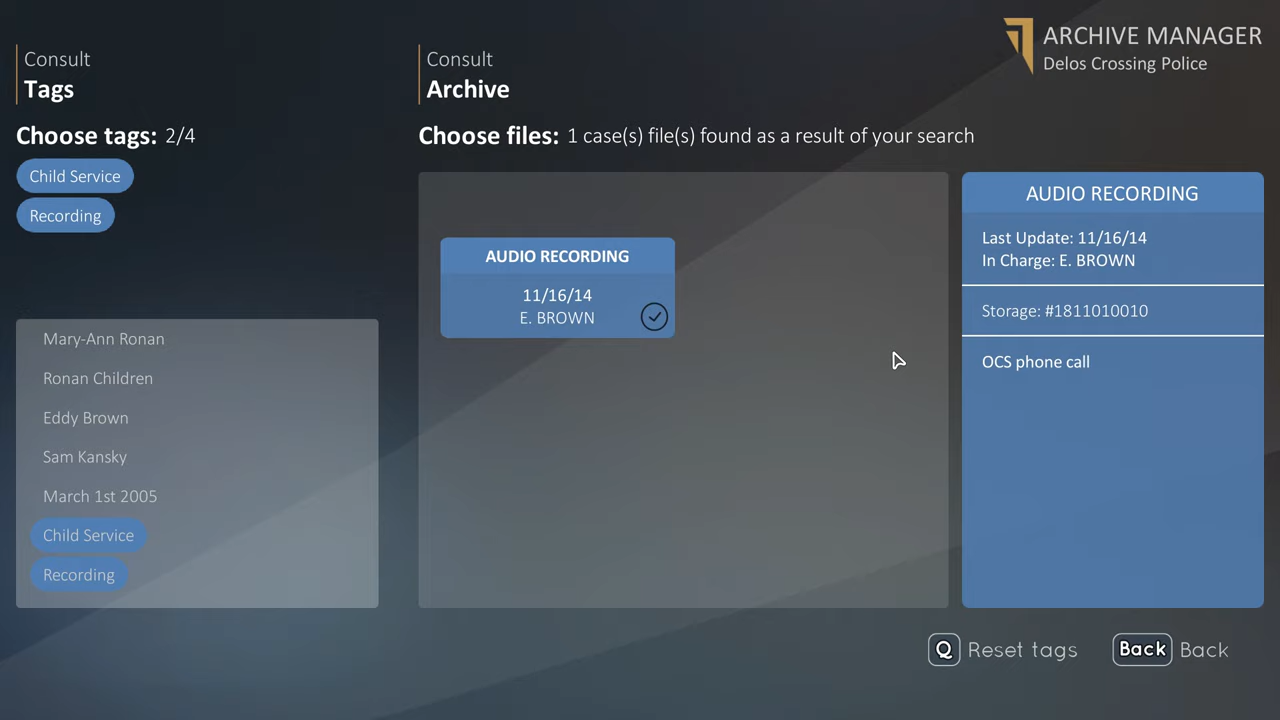 ARCHIVE MANAGER
Delos Crossing Police
Consult
Tags
Choose tags: 2/4
Child Service
Recording
Mary-Ann Ronan
Ronan Children
Eddy Brown
Sam Kansky
March 1st 2005
Child Service
Recording
Consult
Archive
Choose files: 1 case(s) file(s) found as a result of your search
AUDIO RECORDING
11/16/14
E. BROWN
AUDIO RECORDING
Last Update: 11/16/14
In Charge: E. BROWN
Storage: #1811010010
OCS phone call
Q Reset tags
Back Back